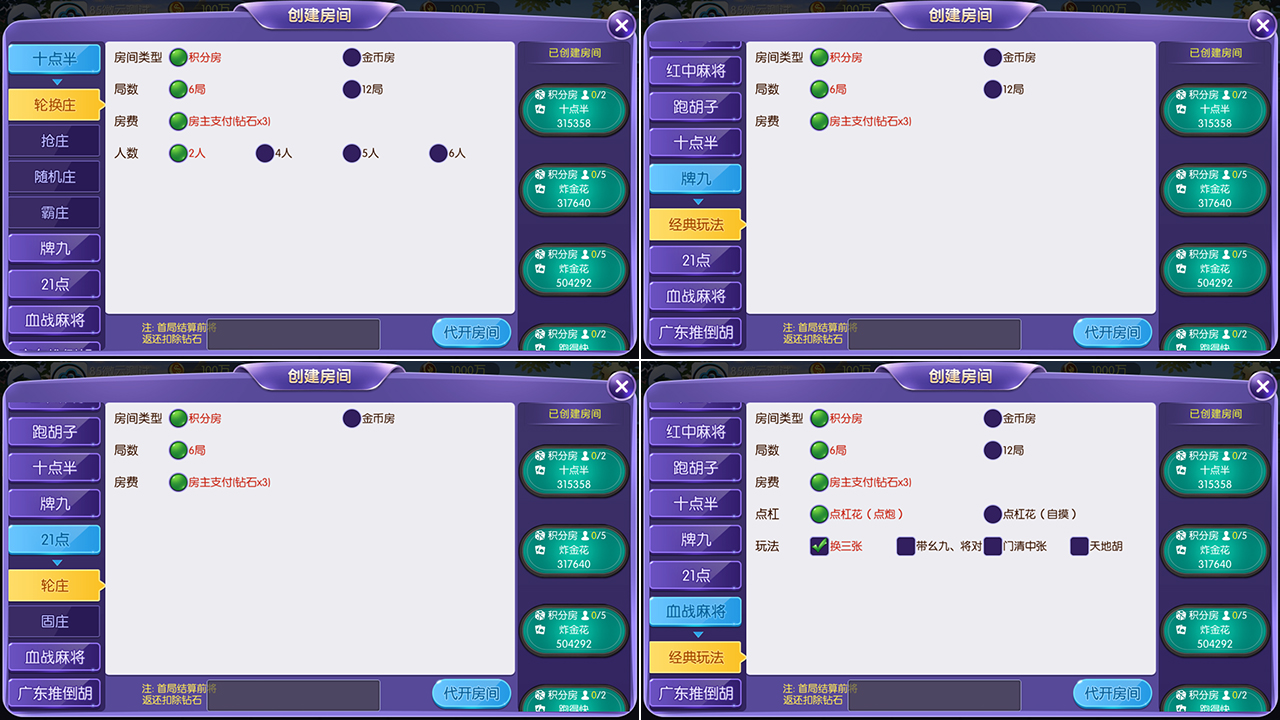 创建房间
十点半
轮换庄
抢庄
随机庄
霸庄
牌九
21点
血战麻将
房间类型 积分房 金币房
局数 6局 12局
房费 房主支付(钻石x3)
人数 2人 4人 5人 6人
注: 首局结算前将
返还扣除钻石
代开房间
已创建房间
积分房 0/2
十点半
315358
积分房 0/5
炸金花
317640
积分房 0/5
炸金花
504292
积分房 0/2
跑得快
创建房间
红中麻将
跑胡子
十点半
牌九
经典玩法
21点
血战麻将
广东推倒胡
房间类型 积分房 金币房
局数 6局 12局
房费 房主支付(钻石x3)
注: 首局结算前将
返还扣除钻石
代开房间
已创建房间
积分房 0/2
十点半
315358
积分房 0/5
炸金花
317640
积分房 0/5
炸金花
504292
积分房 0/2
跑得快
创建房间
跑胡子
十点半
牌九
21点
轮庄
固庄
血战麻将
广东推倒胡
房间类型 积分房 金币房
局数 6局
房费 房主支付(钻石x3)
注: 首局结算前将
返还扣除钻石
代开房间
已创建房间
积分房 0/2
十点半
315358
积分房 0/5
炸金花
317640
积分房 0/5
炸金花
504292
积分房 0/2
跑得快
创建房间
红中麻将
跑胡子
十点半
牌九
21点
血战麻将
经典玩法
广东推倒胡
房间类型 积分房 金币房
局数 6局 12局
房费 房主支付(钻石x3)
点杠 点杠花（点炮） 点杠花（自摸）
玩法 换三张 带幺九、将对 门清中张 天地胡
注: 首局结算前将
返还扣除钻石
代开房间
已创建房间
积分房 0/2
十点半
315358
积分房 0/5
炸金花
317640
积分房 0/5
炸金花
504292
积分房 0/2
跑得快